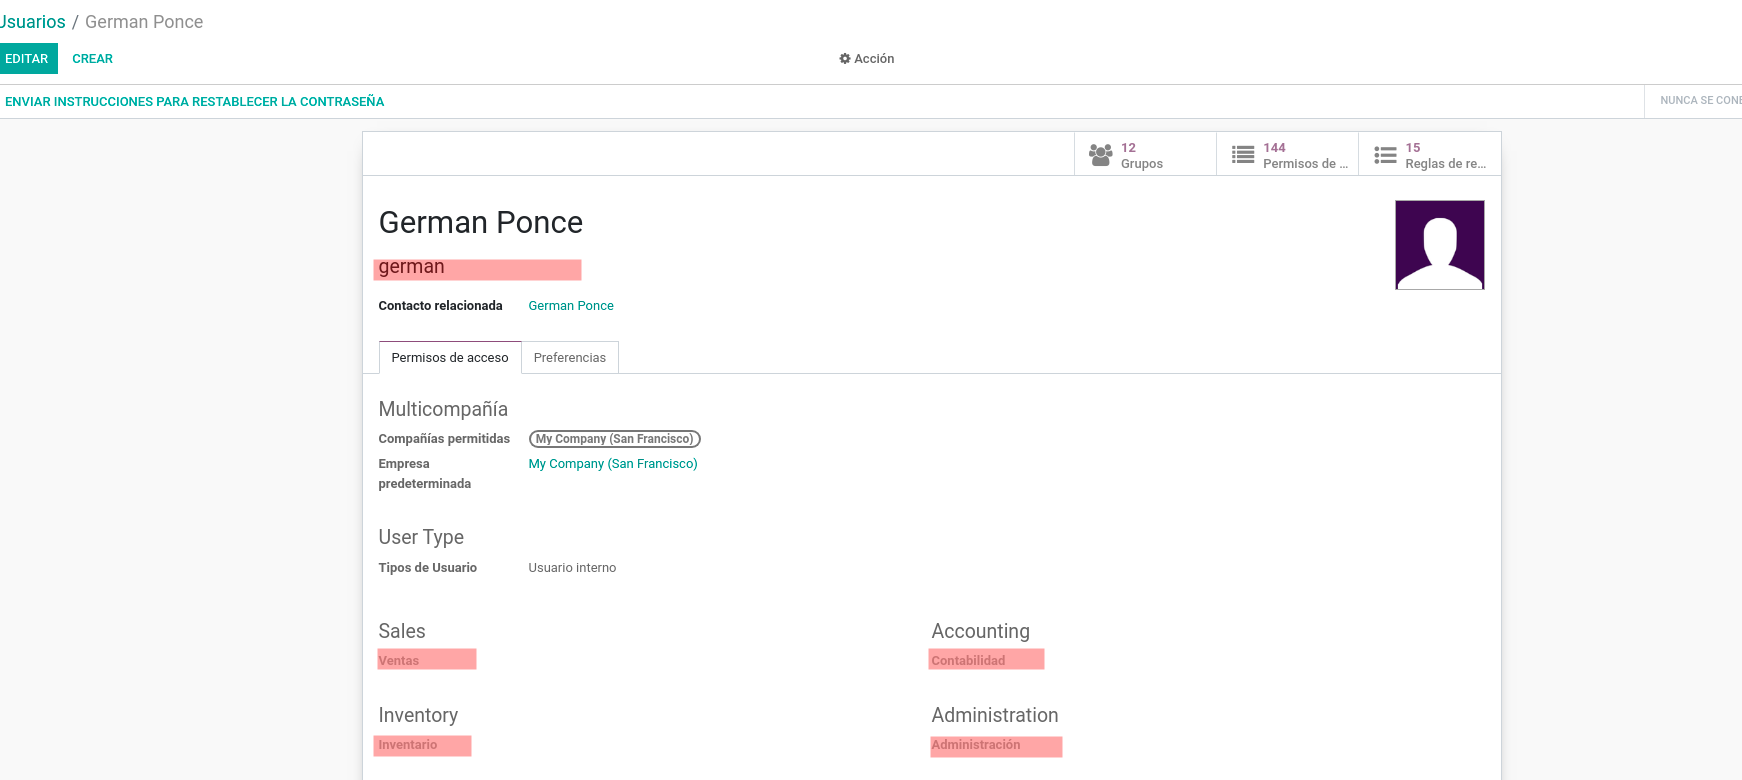 Usuarios / German Ponce
EDITAR CREAR Acción
ENVIAR INSTRUCCIONES PARA RESTABLECER LA CONTRASEÑA NUNCA SE CONE
12 144 15
Grupos Permisos de ... Reglas de re...
German Ponce
german
Contacto relacionada German Ponce
Permisos de acceso Preferencias
Multicompañía
Compañías permitidas My Company (San Francisco)
Empresa My Company (San Francisco)
predeterminada
User Type
Tipos de Usuario Usuario interno
Sales Accounting
Ventas Contabilidad
Inventory Administration
Inventario Administración